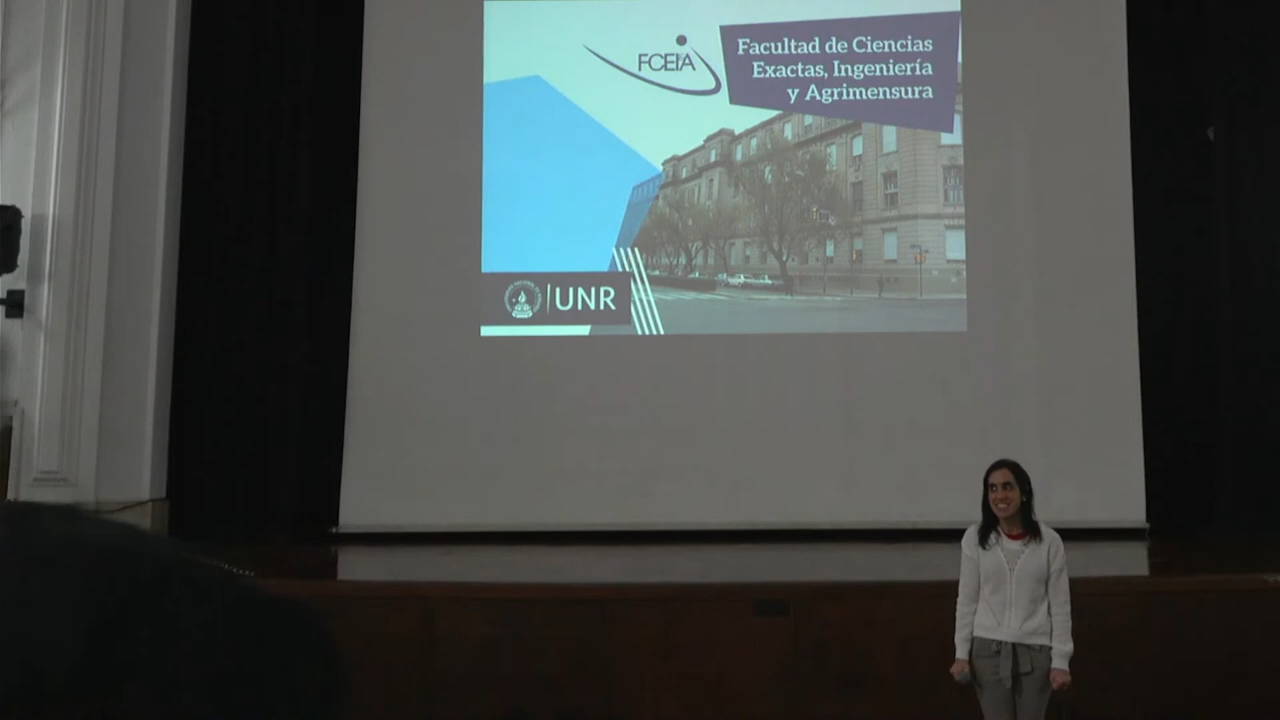 FCEIA
Facultad de Ciencias
Exactas, Ingeniería
y Agrimensura
UNR